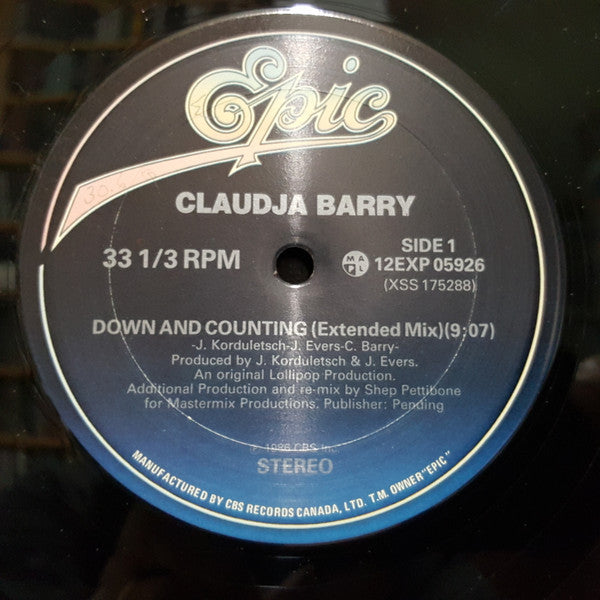 Epic
CLAUDJA BARRY
33 1/3 RPM
SIDE 1
MAPL
12EXP 05926
(XSS 175288)
DOWN AND COUNTING (Extended Mix)(9:07)
-J. Korduletsch-J. Evers-C. Barry-
Produced by J. Korduletsch & J. Evers.
An original Lollipop Production.
Additional Production and re-mix by Shep Pettibone
for Mastermix Productions. Publisher: Pending
℗ 1986 CBS Inc.
STEREO
MANUFACTURED BY CBS RECORDS CANADA, LTD. T.M. OWNER "EPIC"